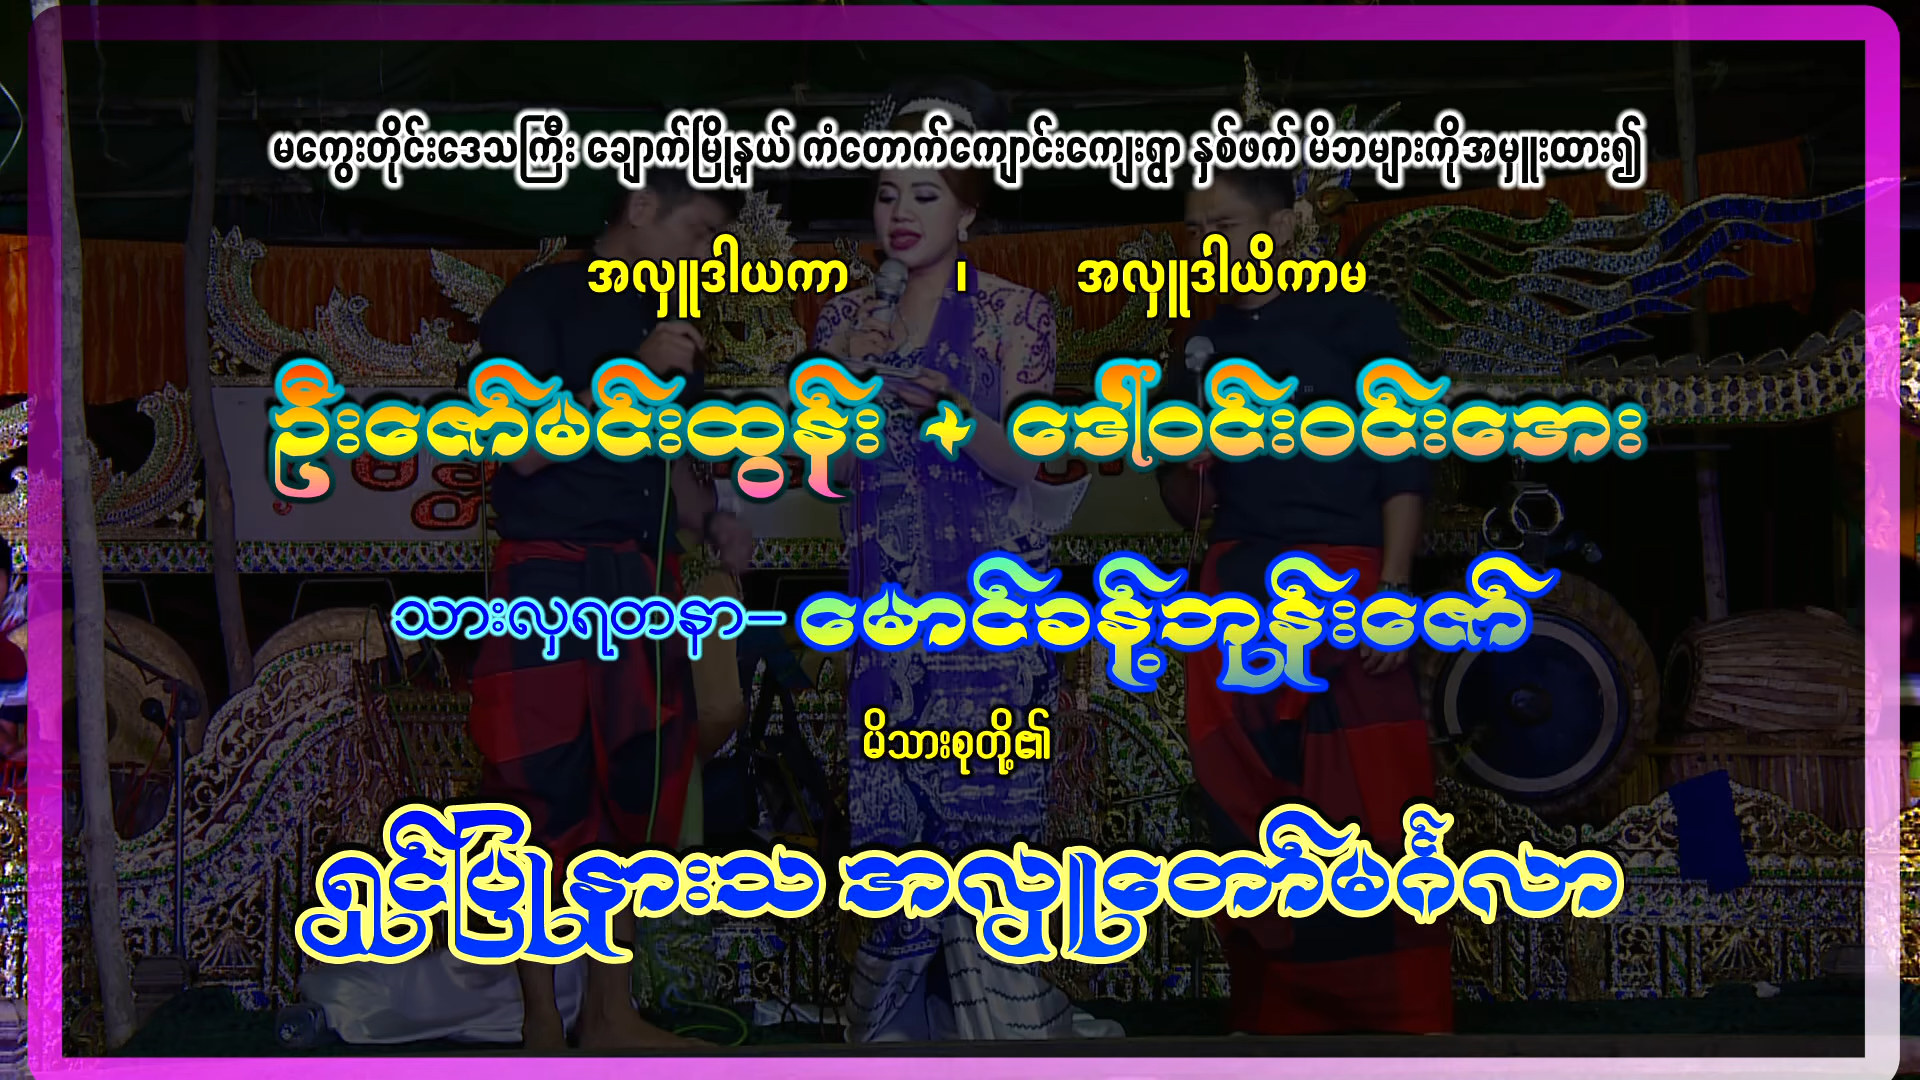 မကွေးတိုင်းဒေသကြီး ချောက်မြို့နယ် ကံတောက်ကျောင်းကျေးရွာ နှစ်ဖက် မိဘများကိုအမှူးထား၍
အလှူဒါယကာ ၊ အလှူဒါယိကာမ
ဦးဇော်မင်းထွန်း + ဒေါ်ဝင်းဝင်းအေး
သားလှရတနာ- မောင်ခန့်ဘုန်းဇော်
မိသားစုတို့၏
ရှင်ပြုနားသ အလှူတော်မင်္ဂလာ